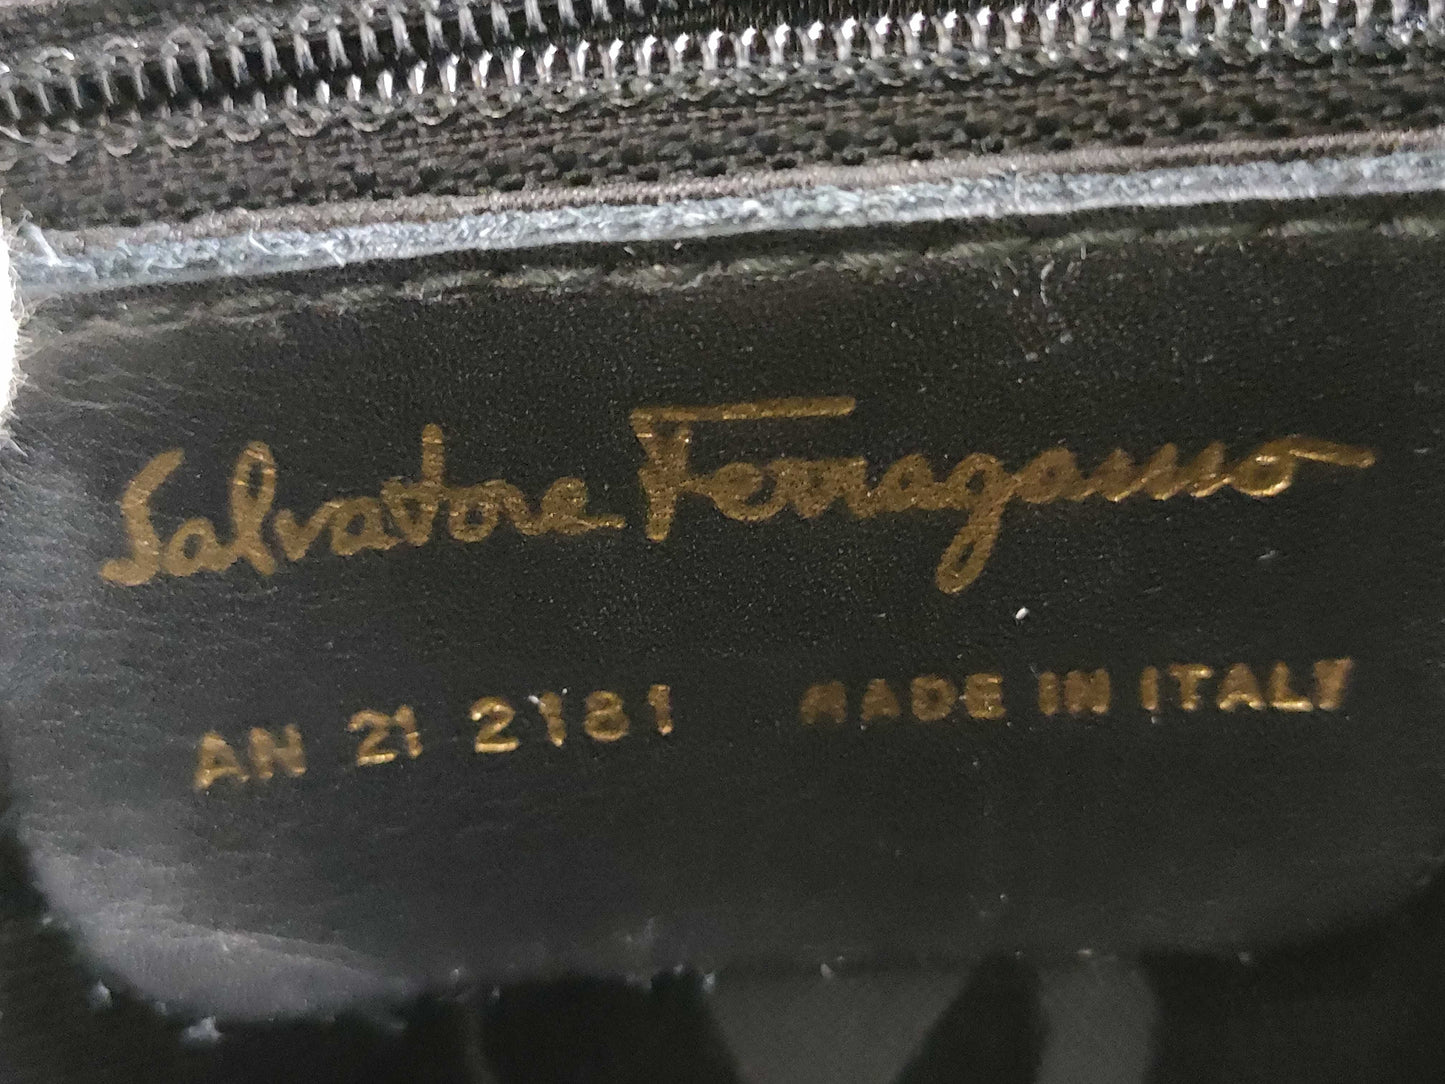 Salvatore Ferragamo
AN 21 2181 MADE IN ITALY